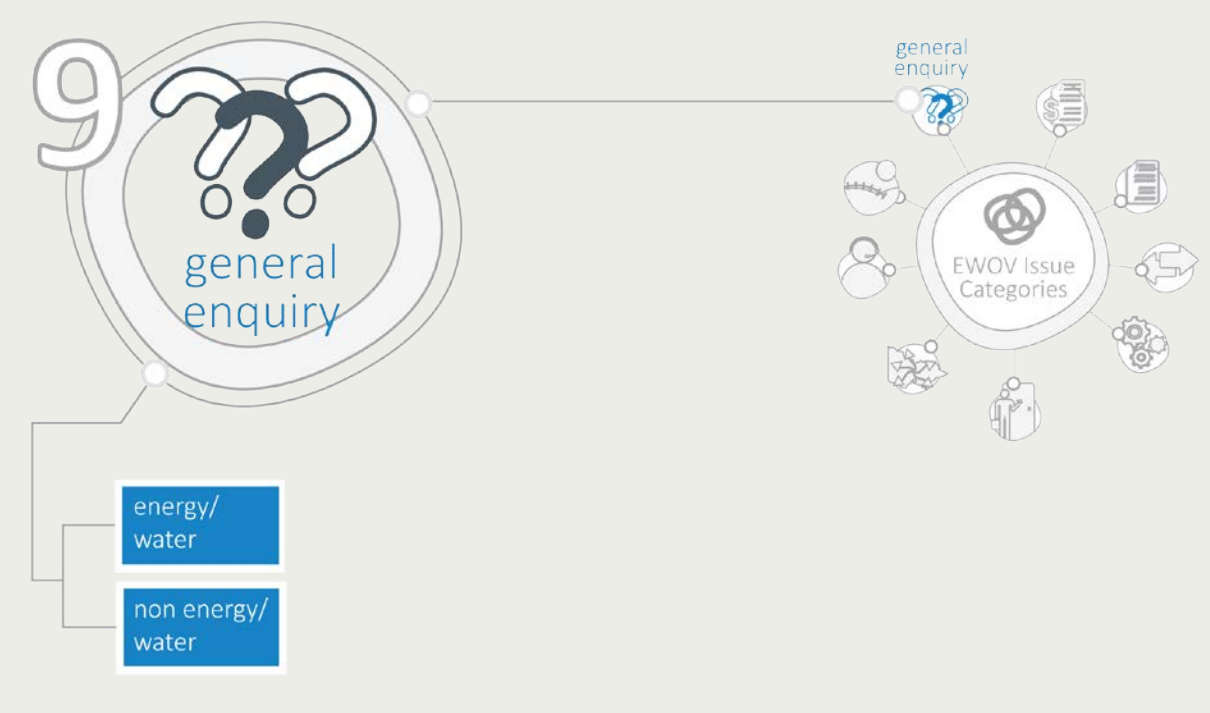 9
general
enquiry
general
enquiry
EWOV Issue
Categories
energy/
water
non energy/
water